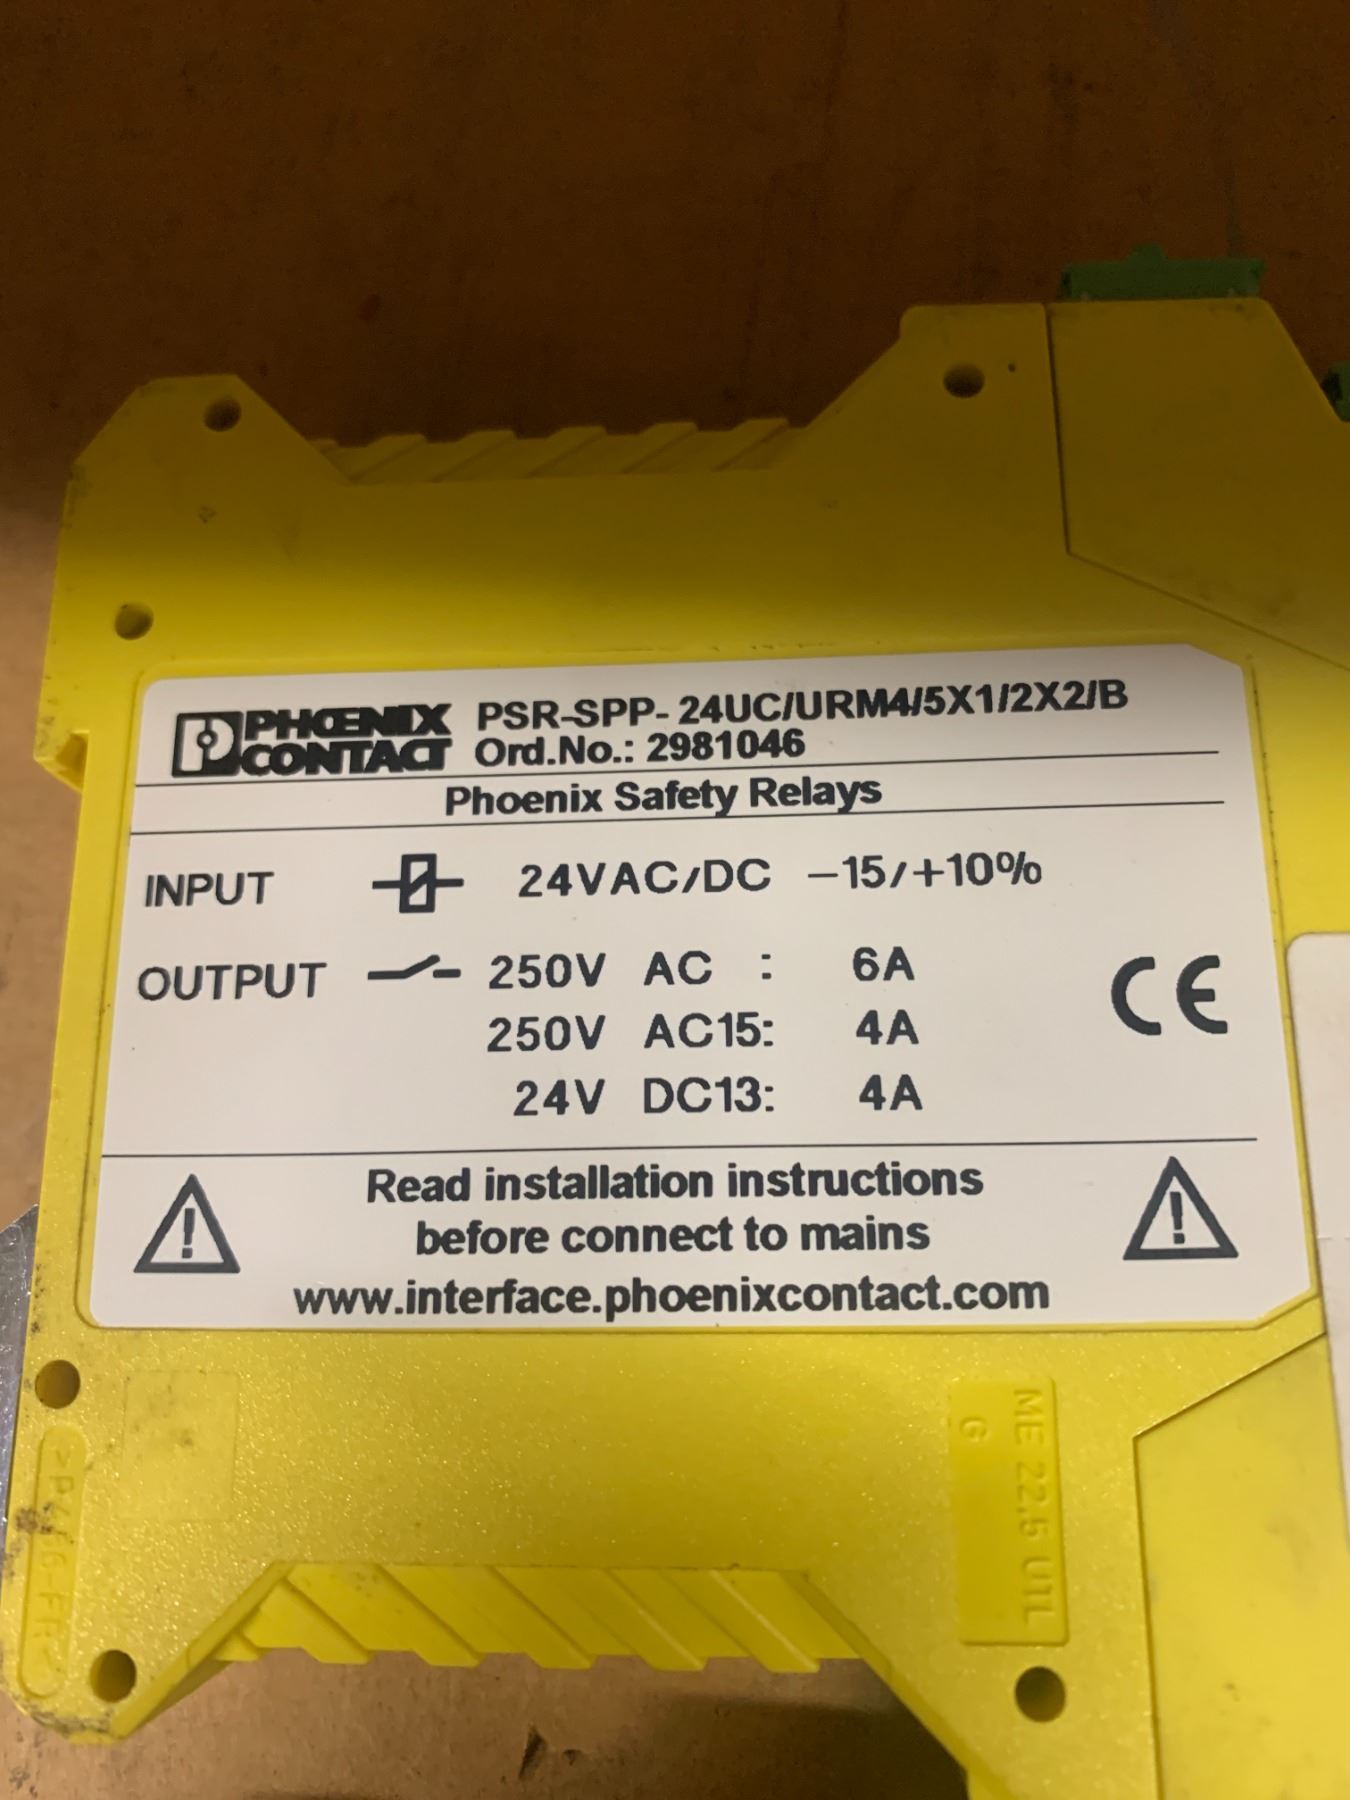 PHŒNIX
CONTACT
PSR-SPP- 24UC/URM4/5X1/2X2/B
Ord.No.: 2981046
Phoenix Safety Relays
INPUT 24VAC/DC -15/+10%
OUTPUT 250V AC : 6A
250V AC15: 4A
24V DC13: 4A
CE
Read installation instructions
before connect to mains
www.interface.phoenixcontact.com
ME 22.5 UTL
G